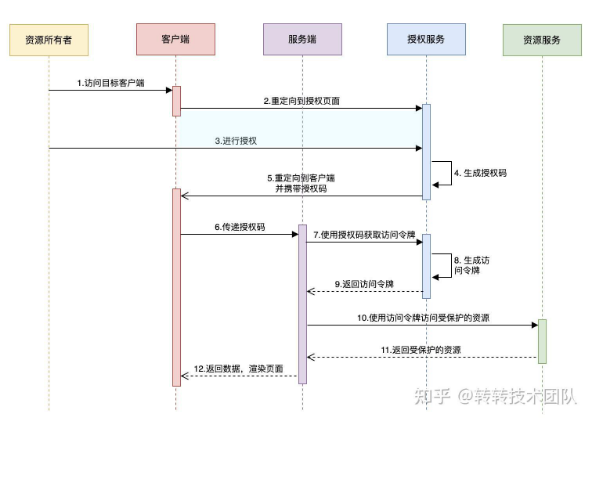 资源所有者
客户端
服务端
授权服务
资源服务
1.访问目标客户端
2.重定向到授权页面
3.进行授权
4. 生成授权码
5.重定向到客户端
并携带授权码
6.传递授权码
7.使用授权码获取访问令牌
8. 生成访
问令牌
9.返回访问令牌
10.使用访问令牌访问受保护的资源
11.返回受保护的资源
12.返回数据，渲染页面
知乎 @转转技术团队